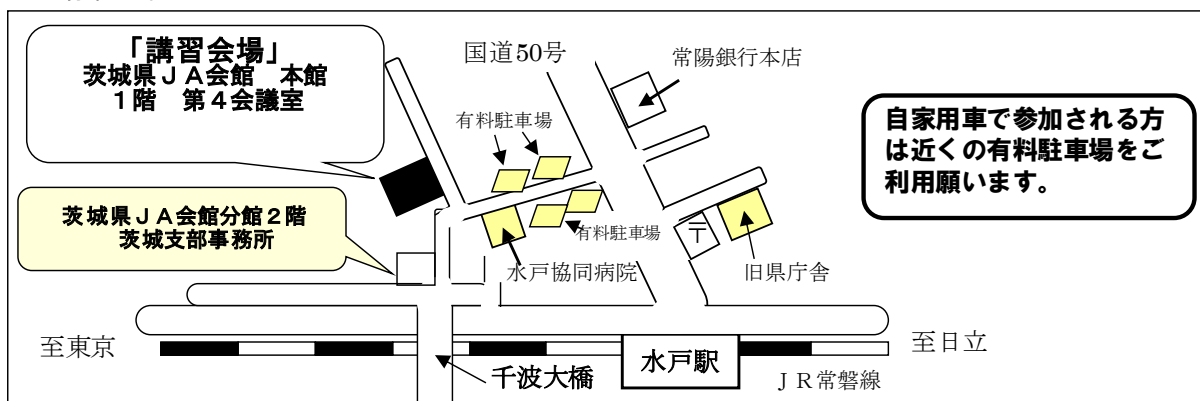 「講習会場」
茨城県ＪＡ会館　本館
１階　第４会議室
国道50号
常陽銀行本店
有料駐車場
自家用車で参加される方
は近くの有料駐車場をご
利用願います。
茨城県ＪＡ会館分館２階
茨城支部事務所
有料駐車場
〒
水戸協同病院
旧県庁舎
至東京
至日立
水戸駅
千波大橋
ＪＲ常磐線